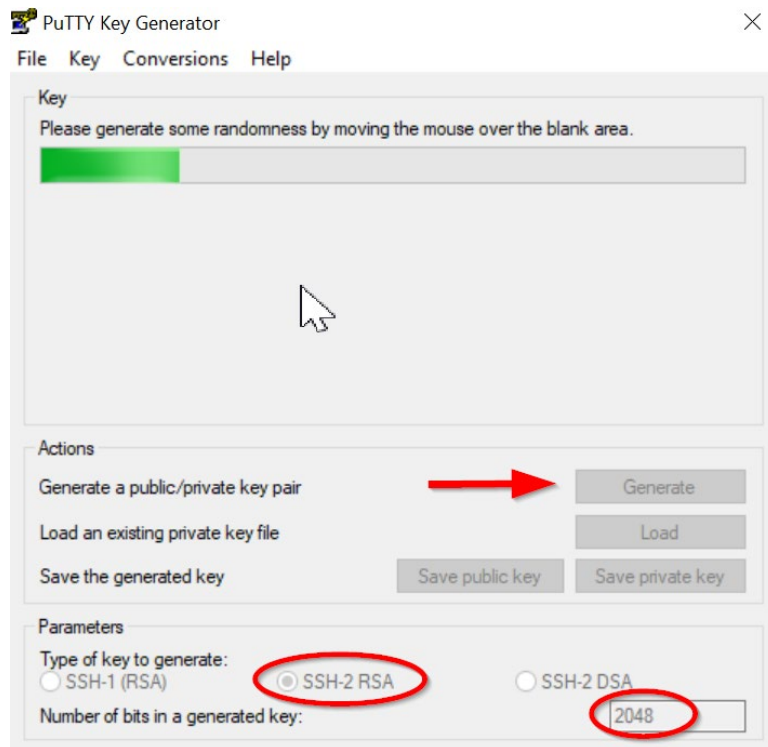 PuTTY Key Generator
File Key Conversions Help
Key
Please generate some randomness by moving the mouse over the blank area.
Actions
Generate a public/private key pair Generate
Load an existing private key file Load
Save the generated key Save public key Save private key
Parameters
Type of key to generate:
SSH-1 (RSA) SSH-2 RSA SSH-2 DSA
Number of bits in a generated key: 2048